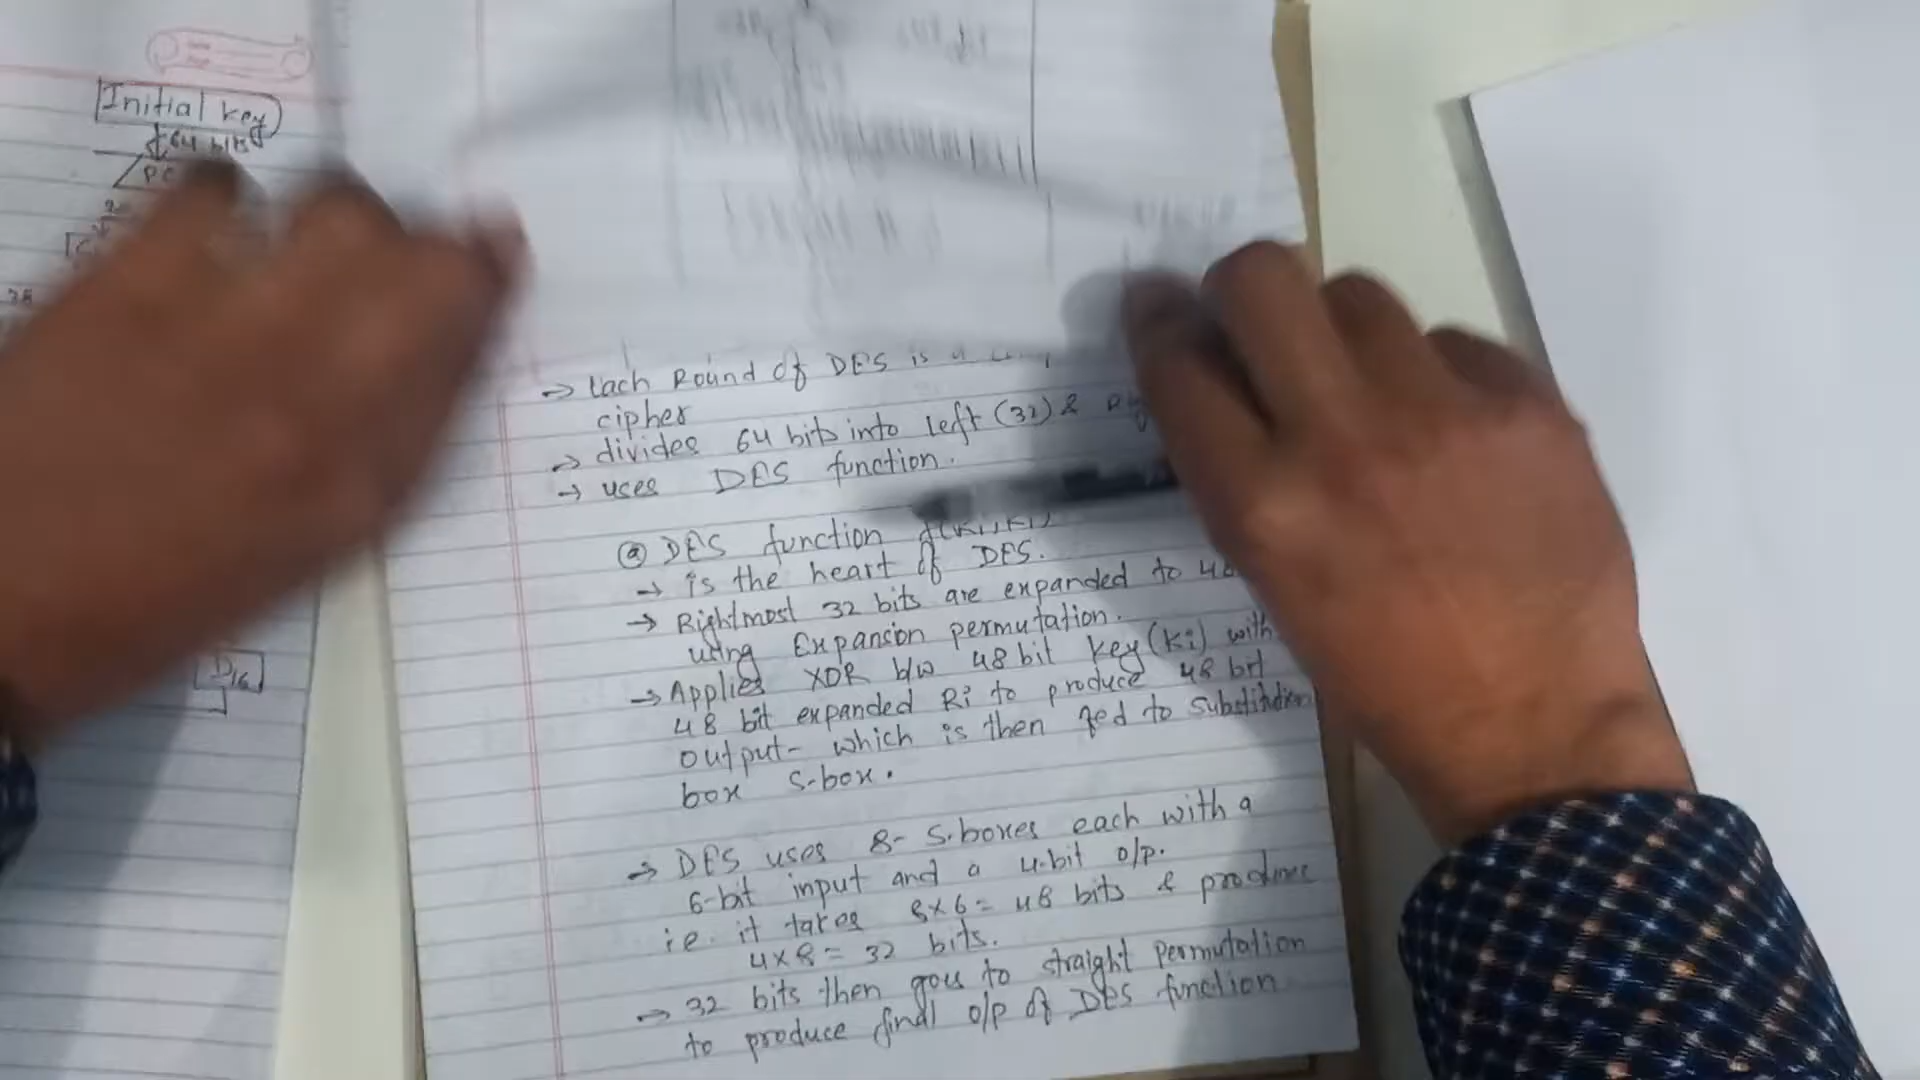 Initial key
64 bits
PC
28
D16
→ Each Round of DES is a
cipher
→ divides 64 bits into left (32) &
→ uses DES function.
ⓐ DES function
→ is the heart of DES.
→ Rightmost 32 bits are expanded to 48
using Expansion permutation.
→ Applies XOR b/w 48 bit key (Ki) with
48 bit expanded Ri to produce 48 bit
output - which is then fed to substitution
box S-box.
→ DES uses 8- S.boxes each with a
6-bit input and a 4-bit o/p.
i.e. it takes 8×6 = 48 bits & produce
4×8 = 32 bits.
→ 32 bits then goes to straight permutation
to produce final o/p of DES function